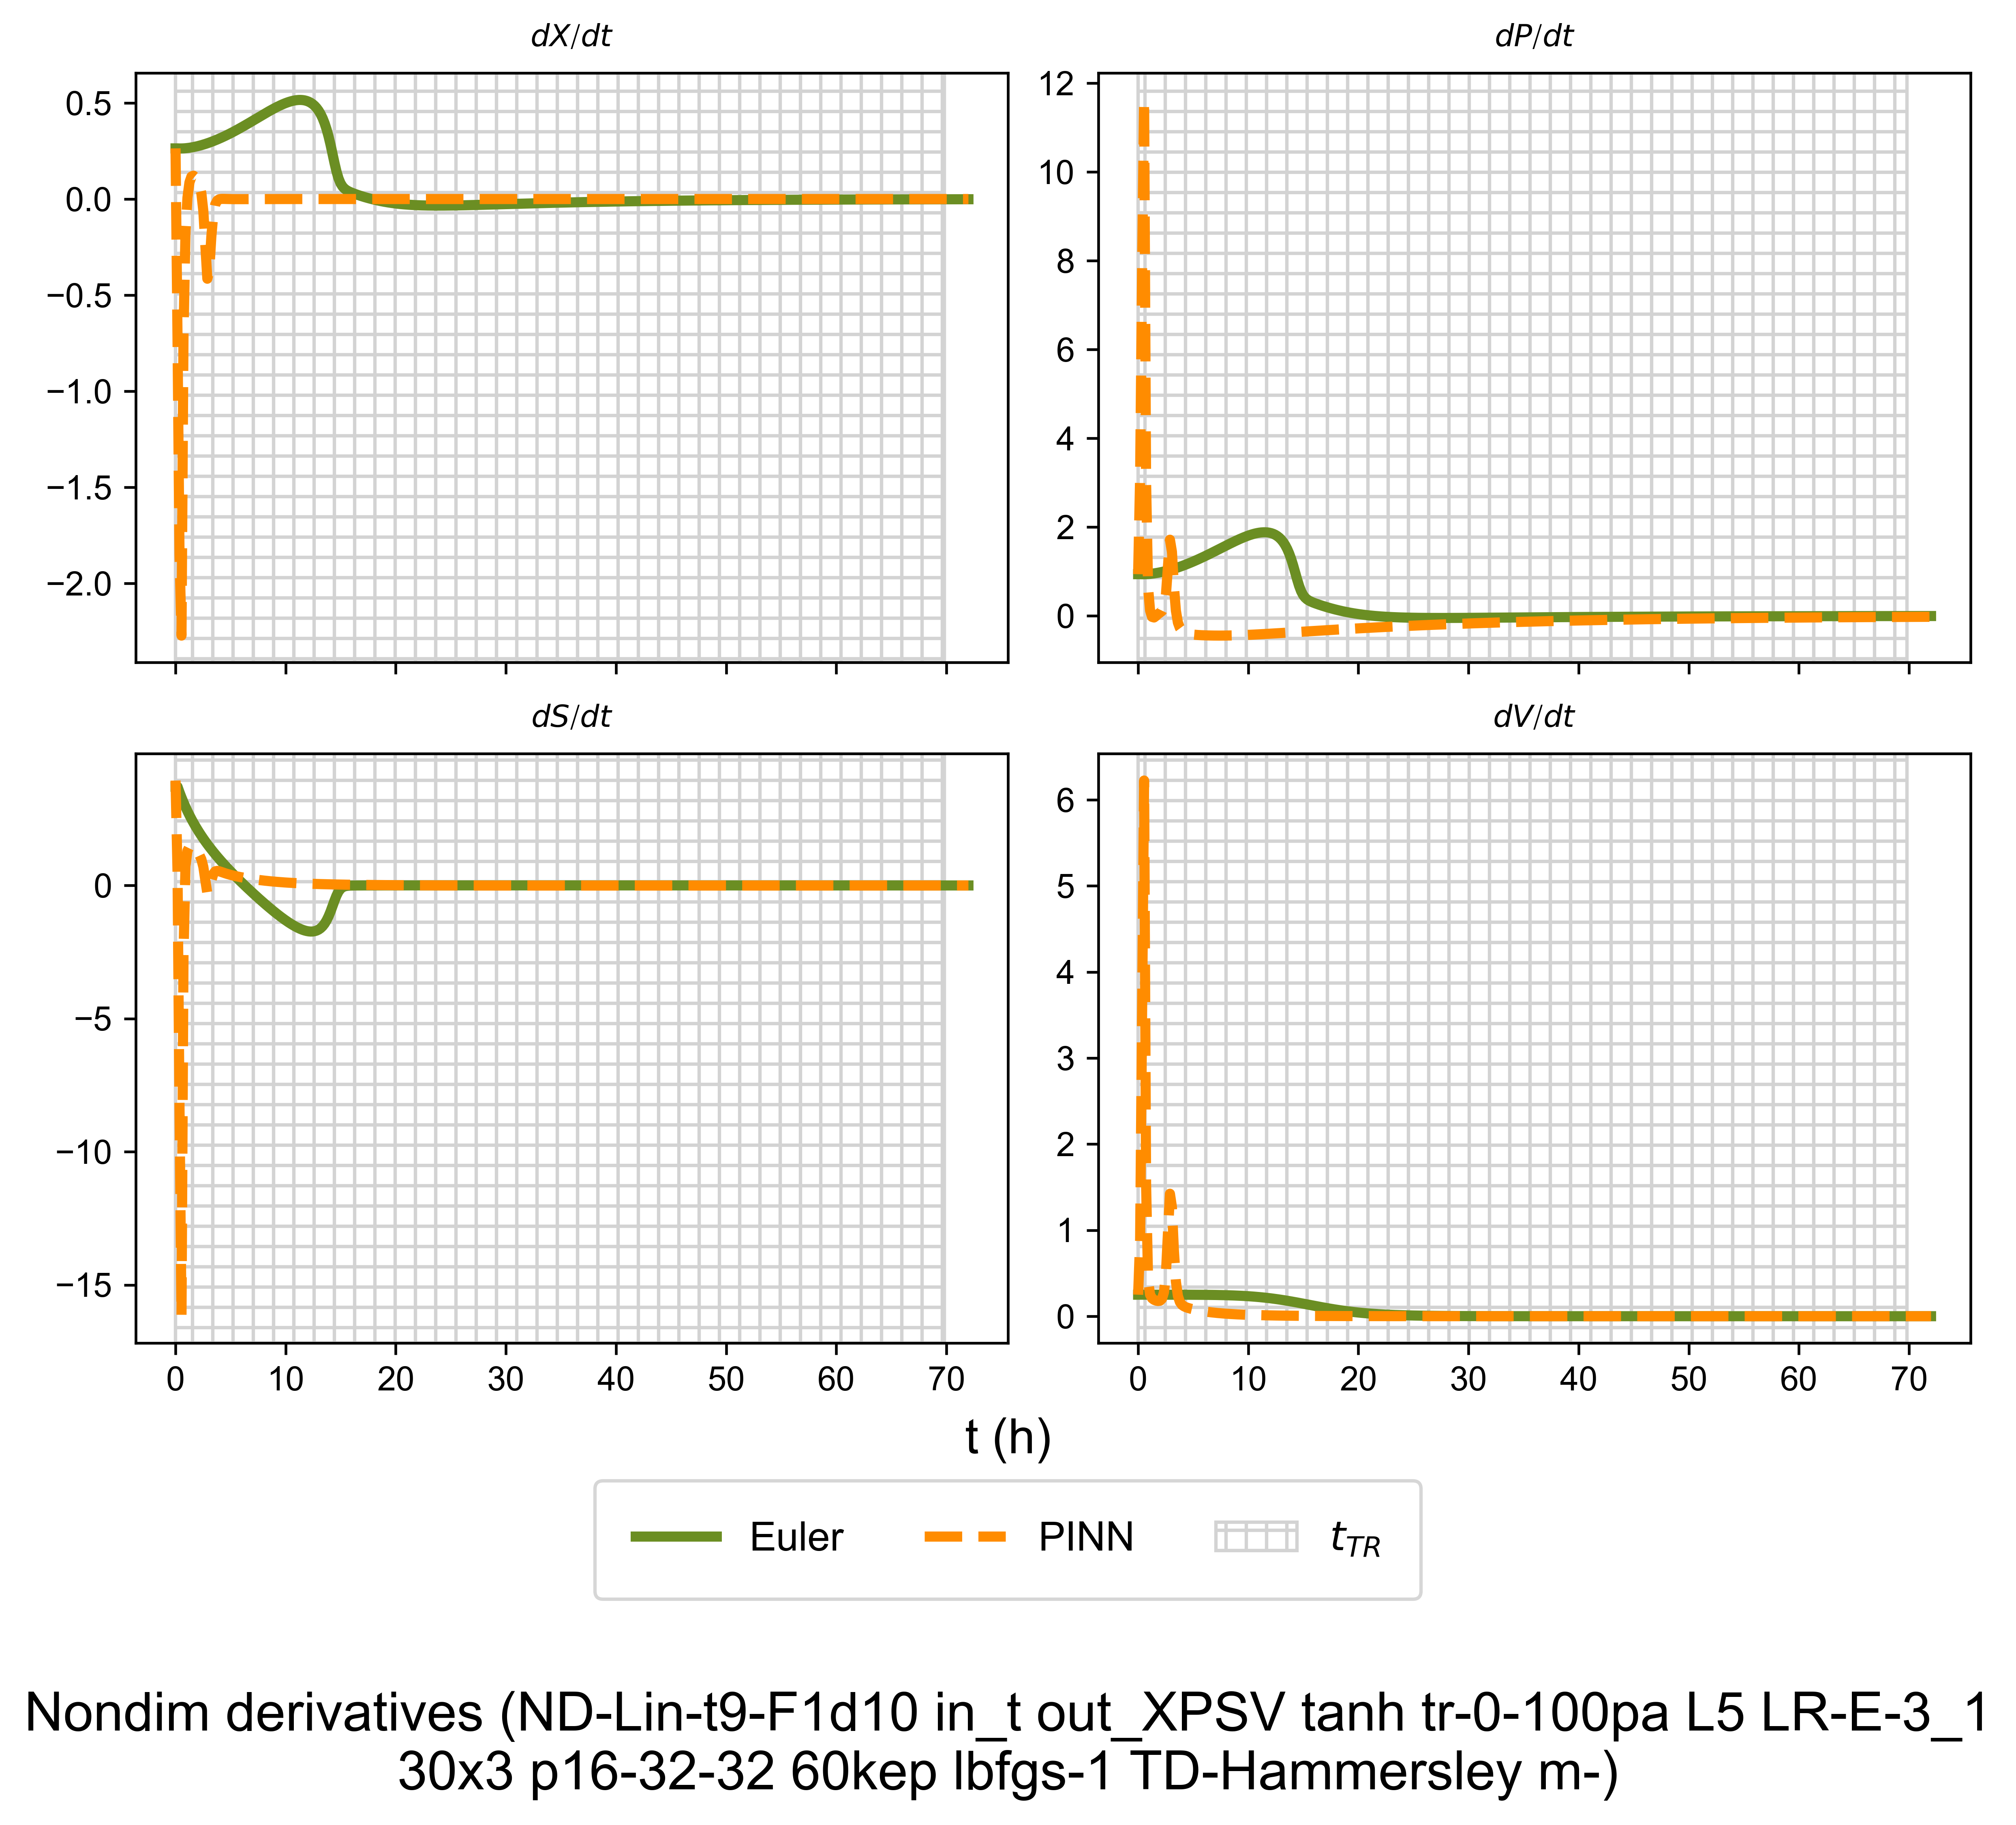 dX/dt
dP/dt
0.5
0.0
−0.5
−1.0
−1.5
−2.0
12
10
8
6
4
2
0
dS/dt
dV/dt
0
−5
−10
−15
6
5
4
3
2
1
0
0 10 20 30 40 50 60 70
0 10 20 30 40 50 60 70
t (h)
Euler PINN t_TR
Nondim derivatives (ND-Lin-t9-F1d10 in_t out_XPSV tanh tr-0-100pa L5 LR-E-3_1
30x3 p16-32-32 60kep lbfgs-1 TD-Hammersley m-)